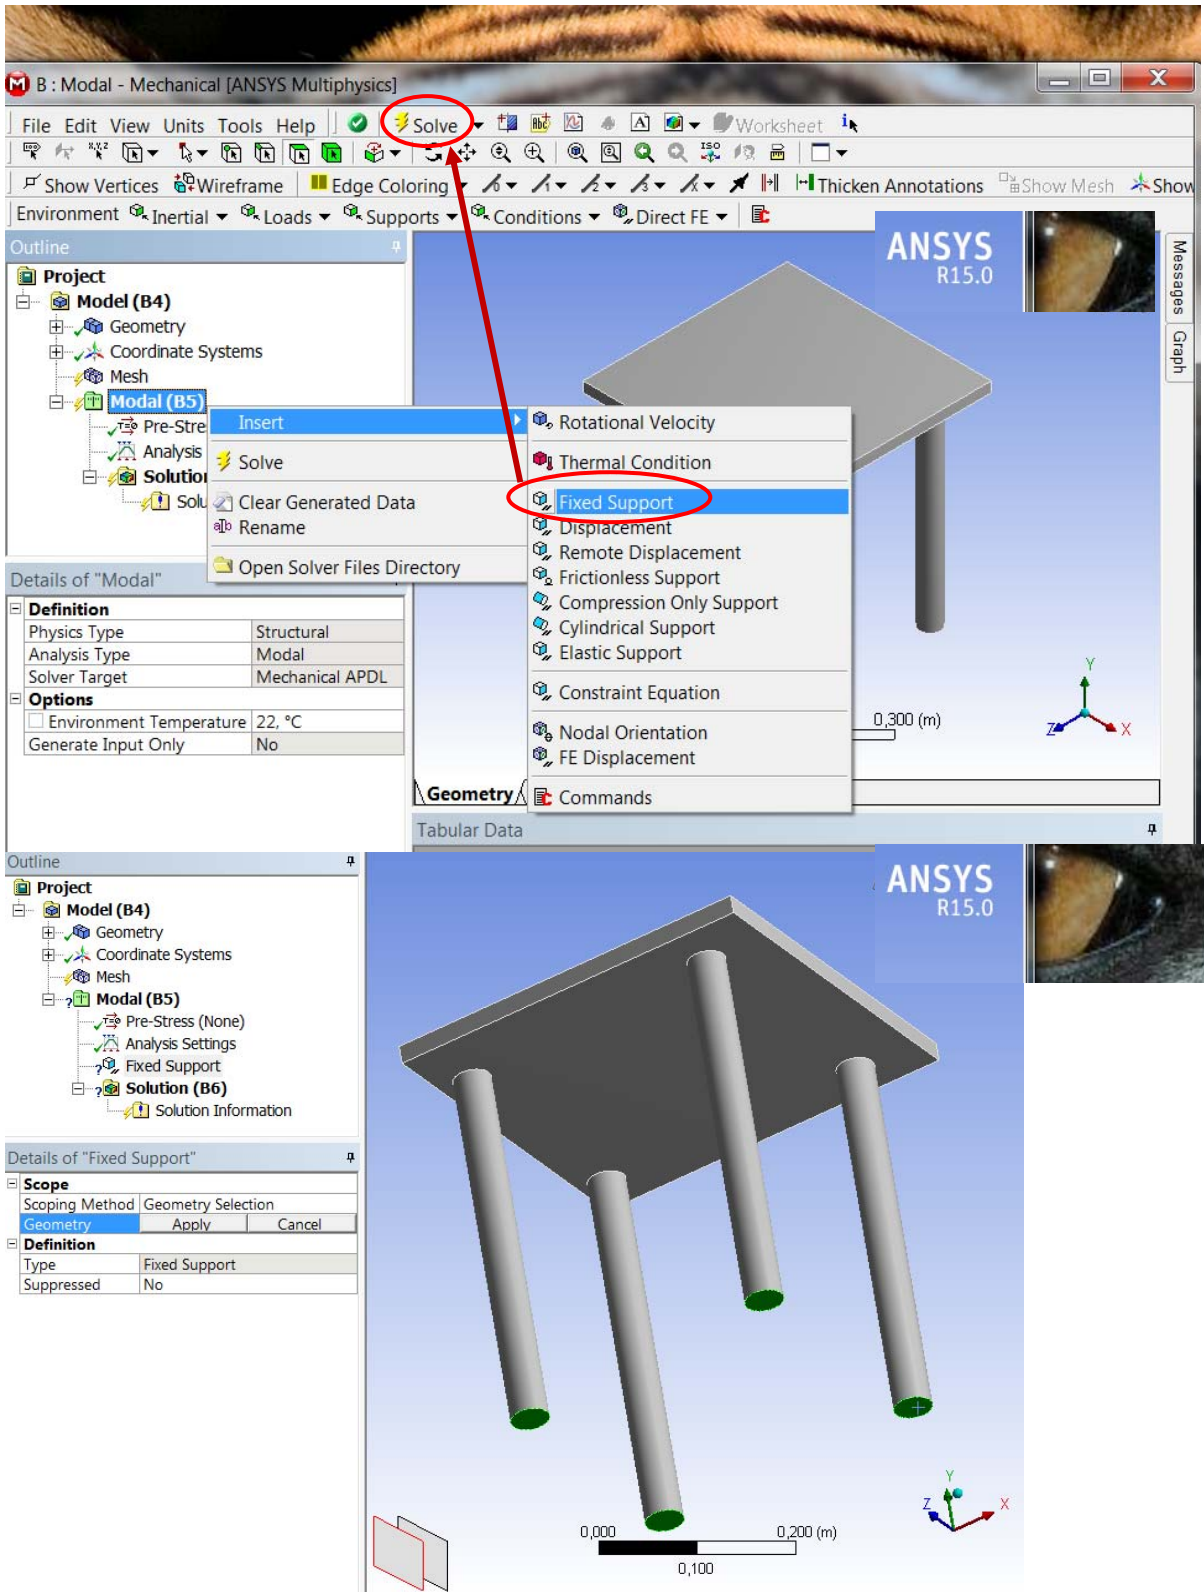 B : Modal - Mechanical [ANSYS Multiphysics]
File Edit View Units Tools Help Solve Worksheet
Show Vertices Wireframe Edge Coloring Thicken Annotations Show Mesh Show
Environment Inertial Loads Supports Conditions Direct FE
Outline
Project
Model (B4)
Geometry
Coordinate Systems
Mesh
Modal (B5)
Pre-Stre
Analysis
Solution
Solu
Insert
Solve
Clear Generated Data
Rename
Open Solver Files Directory
Rotational Velocity
Thermal Condition
Fixed Support
Displacement
Remote Displacement
Frictionless Support
Compression Only Support
Cylindrical Support
Elastic Support
Constraint Equation
Nodal Orientation
FE Displacement
Commands
ANSYS
R15.0
Messages
Graph
Details of "Modal"
Definition
Physics Type Structural
Analysis Type Modal
Solver Target Mechanical APDL
Options
Environment Temperature 22, °C
Generate Input Only No
0,300 (m)
Y
Z X
Geometry
Tabular Data
Outline
Project
Model (B4)
Geometry
Coordinate Systems
Mesh
Modal (B5)
Pre-Stress (None)
Analysis Settings
Fixed Support
Solution (B6)
Solution Information
ANSYS
R15.0
Details of "Fixed Support"
Scope
Scoping Method Geometry Selection
Geometry Apply Cancel
Definition
Type Fixed Support
Suppressed No
Y
Z X
0,000 0,200 (m)
0,100